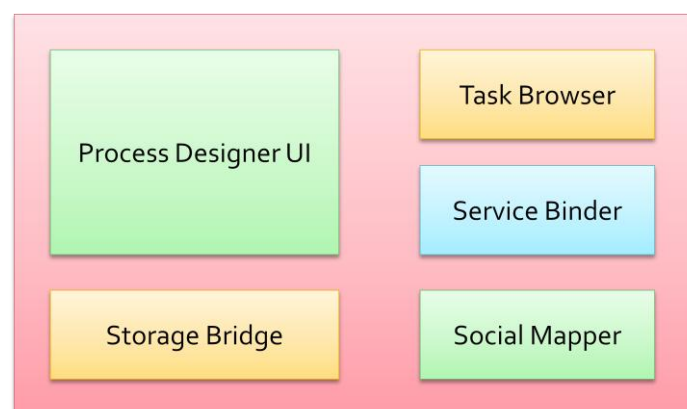 Process Designer UI
Storage Bridge
Task Browser
Service Binder
Social Mapper